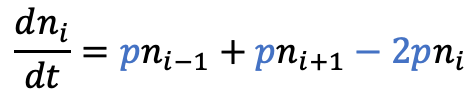 dn_i/dt = pn_{i−1} + pn_{i+1} − 2pn_i